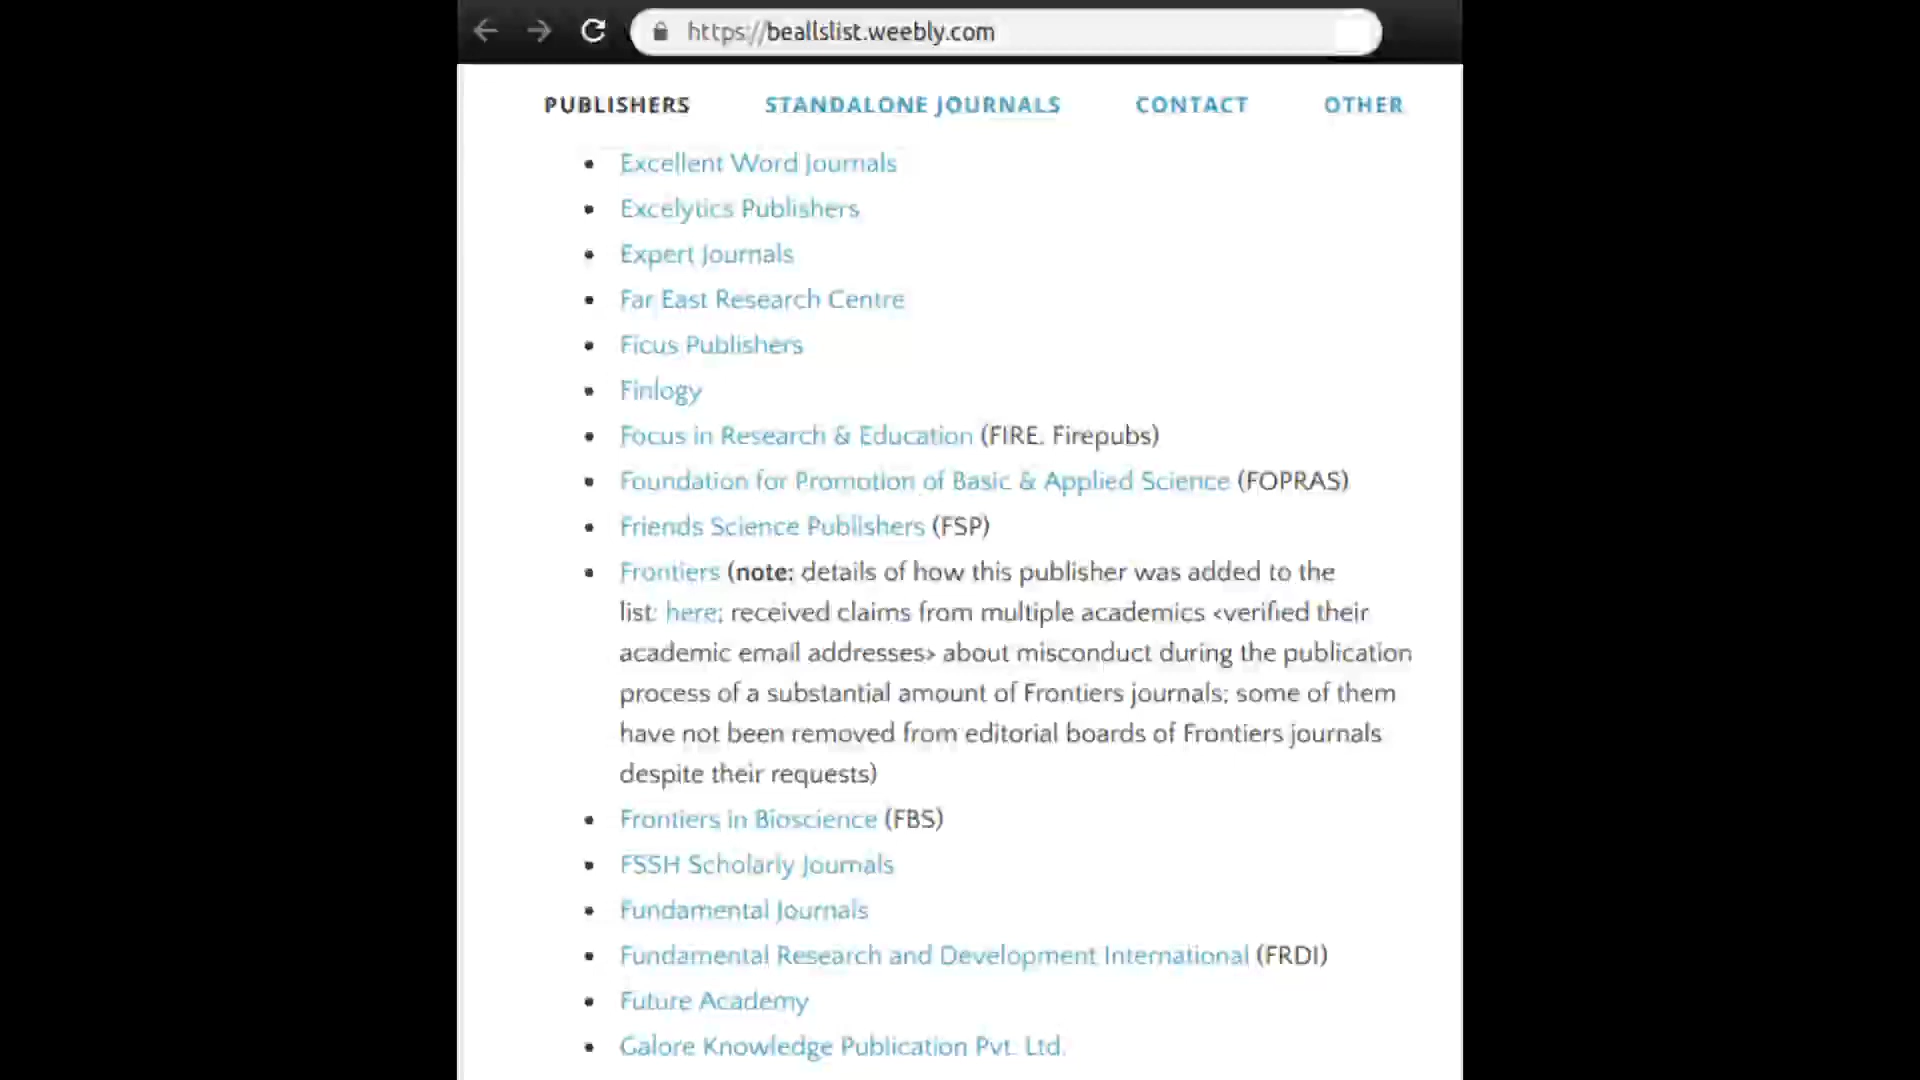 https://beallslist.weebly.com
PUBLISHERS STANDALONE JOURNALS CONTACT OTHER
Excellent Word Journals
Excelytics Publishers
Expert Journals
Far East Research Centre
Ficus Publishers
Finlogy
Focus in Research & Education (FIRE. Firepubs)
Foundation for Promotion of Basic & Applied Science (FOPRAS)
Friends Science Publishers (FSP)
Frontiers (note: details of how this publisher was added to the
list: here; received claims from multiple academics <verified their
academic email addresses> about misconduct during the publication
process of a substantial amount of Frontiers journals; some of them
have not been removed from editorial boards of Frontiers journals
despite their requests)
Frontiers in Bioscience (FBS)
FSSH Scholarly Journals
Fundamental Journals
Fundamental Research and Development International (FRDI)
Future Academy
Galore Knowledge Publication Pvt. Ltd.